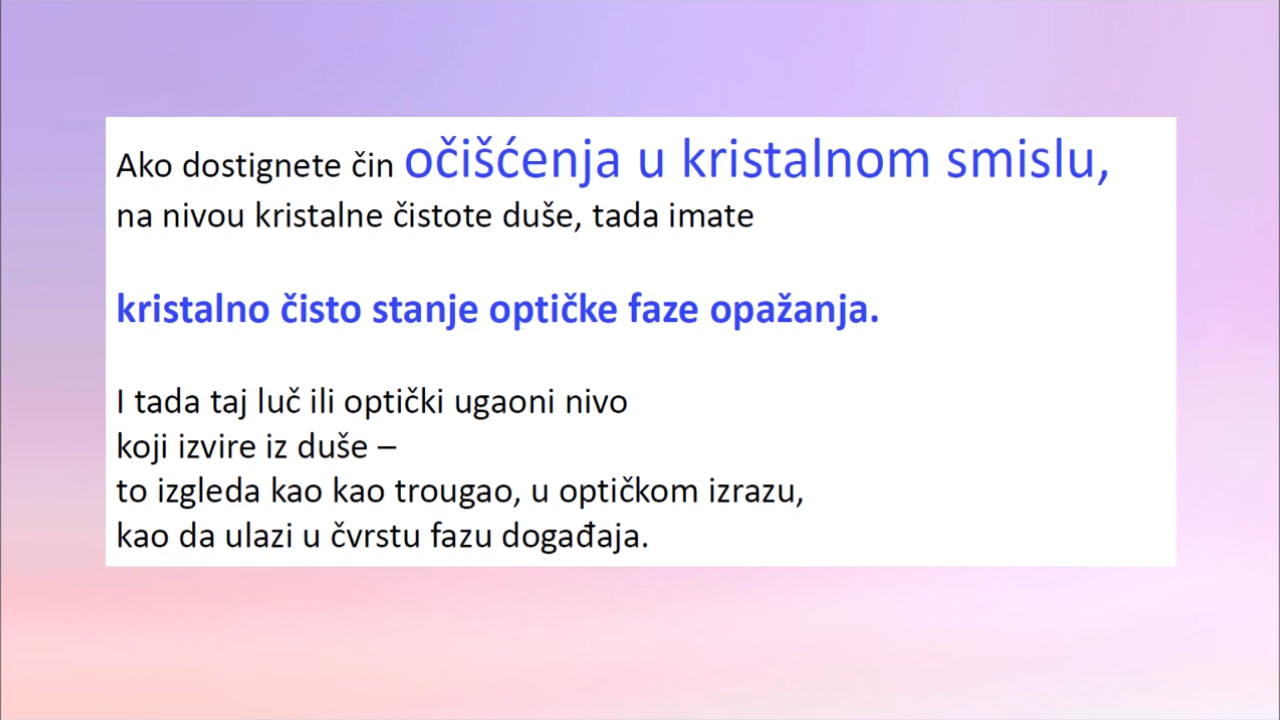 Ako dostignete čin očišćenja u kristalnom smislu,
na nivou kristalne čistote duše, tada imate
kristalno čisto stanje optičke faze opažanja.
I tada taj luč ili optički ugaoni nivo
koji izvire iz duše –
to izgleda kao kao trougao, u optičkom izrazu,
kao da ulazi u čvrstu fazu događaja.